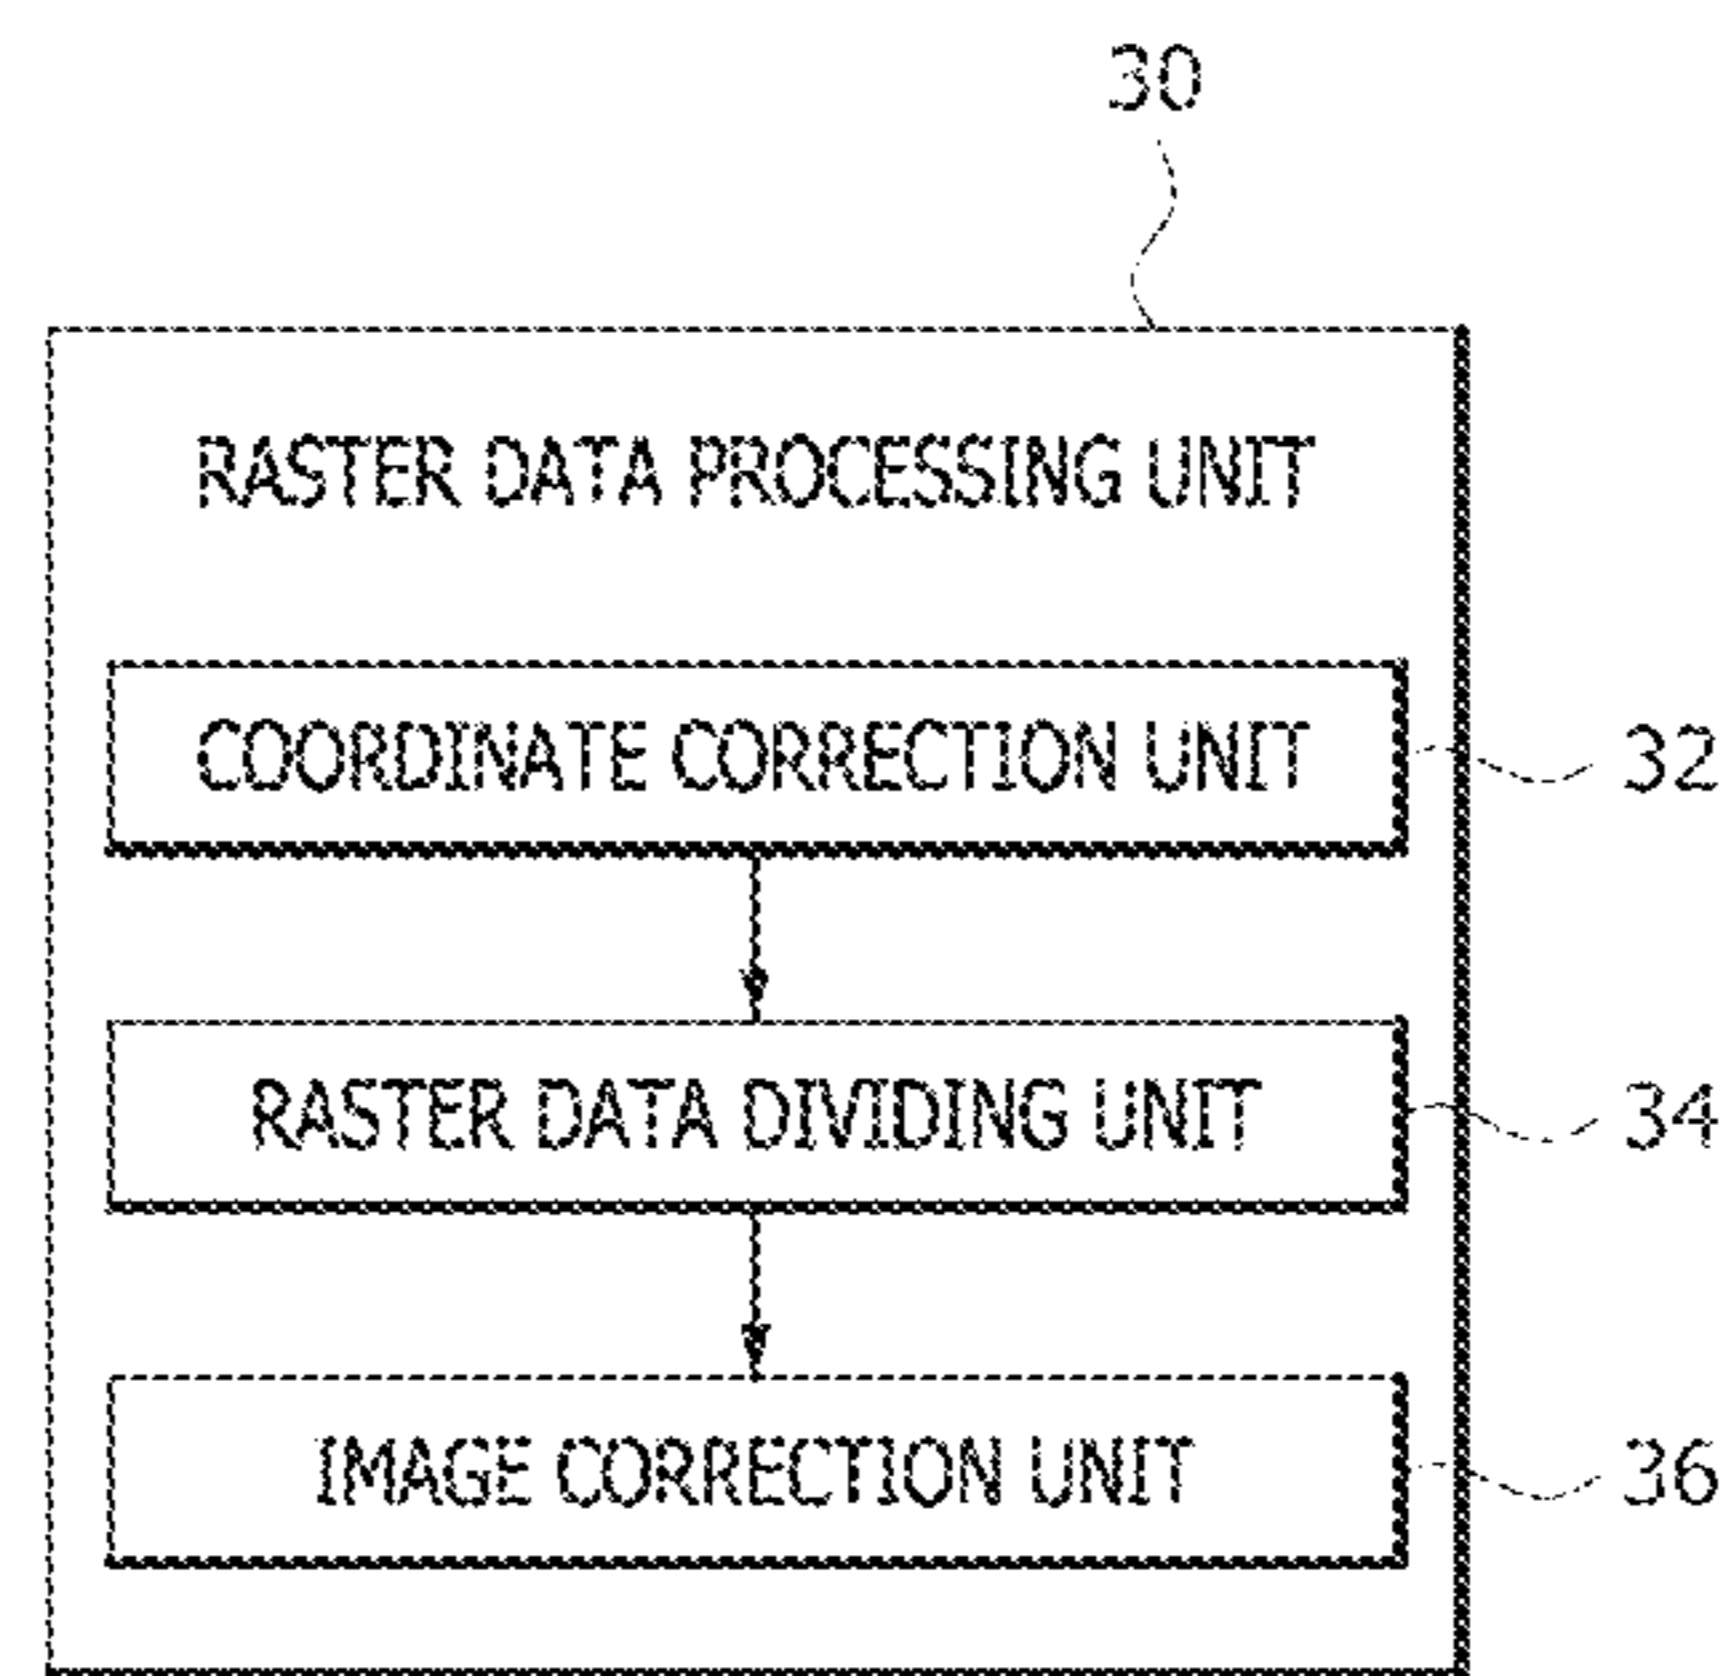 30
RASTER DATA PROCESSING UNIT
COORDINATE CORRECTION UNIT 32
RASTER DATA DIVIDING UNIT 34
IMAGE CORRECTION UNIT 36